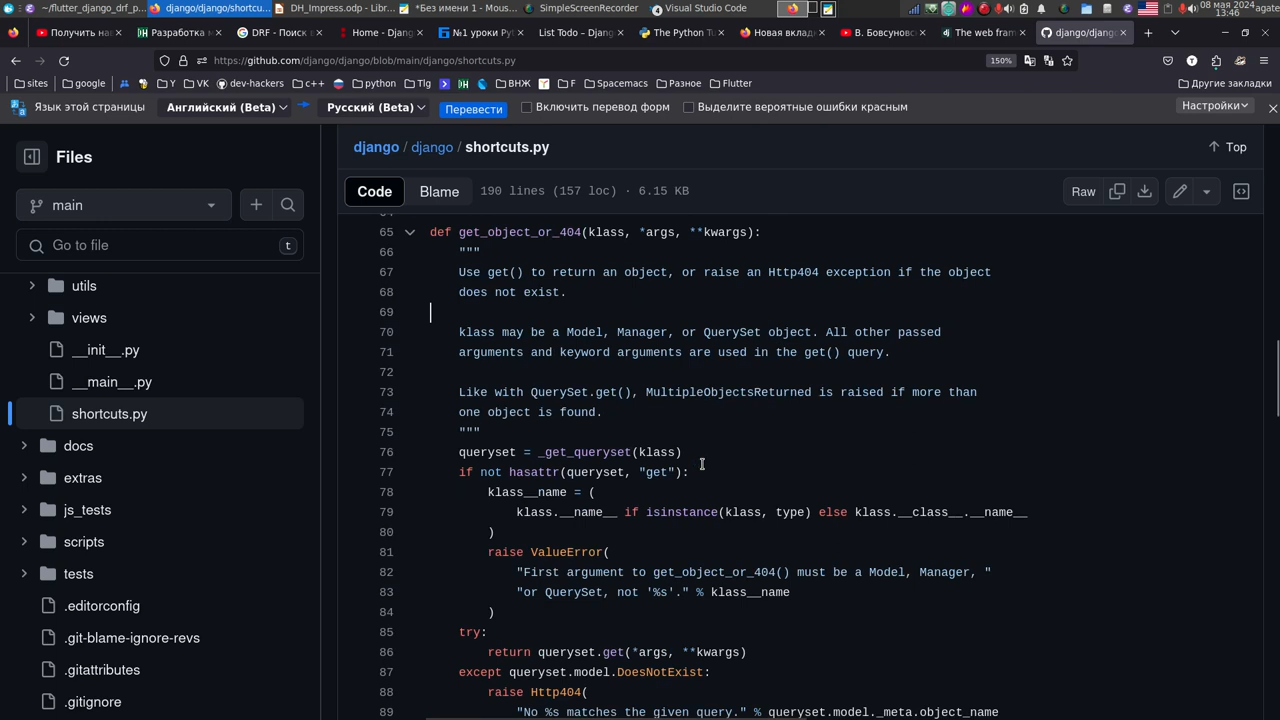 ~/flutter_django_drf_p...
django/django/shortcu...
DH_Impress.odp - Libr...
*Без имени 1 - Mous...
SimpleScreenRecorder
Visual Studio Code
08 мая 2024
13:46
agate
Получить на
Разработка м
DRF - Поиск
Home - Djang
№1 уроки Py
List Todo – Djang
The Python Tu
Новая вкладк
В. Бовсуновс
The web fram
django/djang
https://github.com/django/django/blob/main/django/shortcuts.py
150%
sites
google
Y
VK
dev-hackers
c++
python
Tlg
ВНЖ
F
Spacemacs
Разное
Flutter
Другие закладки
Язык этой страницы
Английский (Beta)
Русский (Beta)
Перевести
Включить перевод форм
Выделите вероятные ошибки красным
Настройки
Files
main
Go to file
t
utils
views
__init__.py
__main__.py
shortcuts.py
docs
extras
js_tests
scripts
tests
.editorconfig
.git-blame-ignore-revs
.gitattributes
.gitignore
django / django / shortcuts.py
Top
Code
Blame
190 lines (157 loc) · 6.15 KB
Raw
65 def get_object_or_404(klass, *args, **kwargs):
66 """
67 Use get() to return an object, or raise an Http404 exception if the object
68 does not exist.
69
70 klass may be a Model, Manager, or QuerySet object. All other passed
71 arguments and keyword arguments are used in the get() query.
72
73 Like with QuerySet.get(), MultipleObjectsReturned is raised if more than
74 one object is found.
75 """
76 queryset = _get_queryset(klass)
77 if not hasattr(queryset, "get"):
78 klass__name = (
79 klass.__name__ if isinstance(klass, type) else klass.__class__.__name__
80 )
81 raise ValueError(
82 "First argument to get_object_or_404() must be a Model, Manager, "
83 "or QuerySet, not '%s'." % klass__name
84 )
85 try:
86 return queryset.get(*args, **kwargs)
87 except queryset.model.DoesNotExist:
88 raise Http404(
89 "No %s matches the given query." % queryset.model._meta.object_name